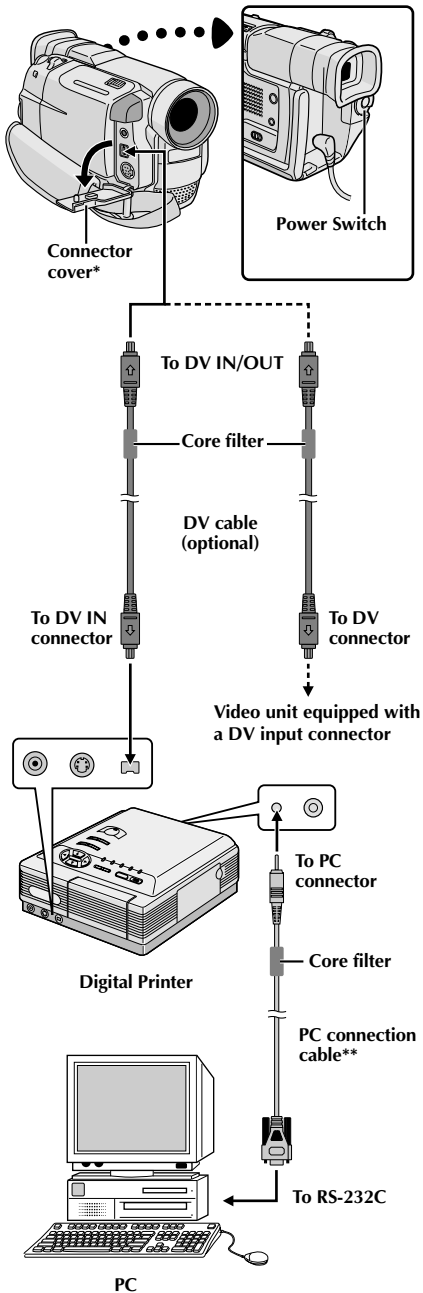 Power Switch
Connector
cover*
To DV IN/OUT
Core filter
DV cable
(optional)
To DV IN
connector
To DV
connector
Video unit equipped with
a DV input connector
To PC
connector
Digital Printer
Core filter
PC connection
cable**
To RS-232C
PC